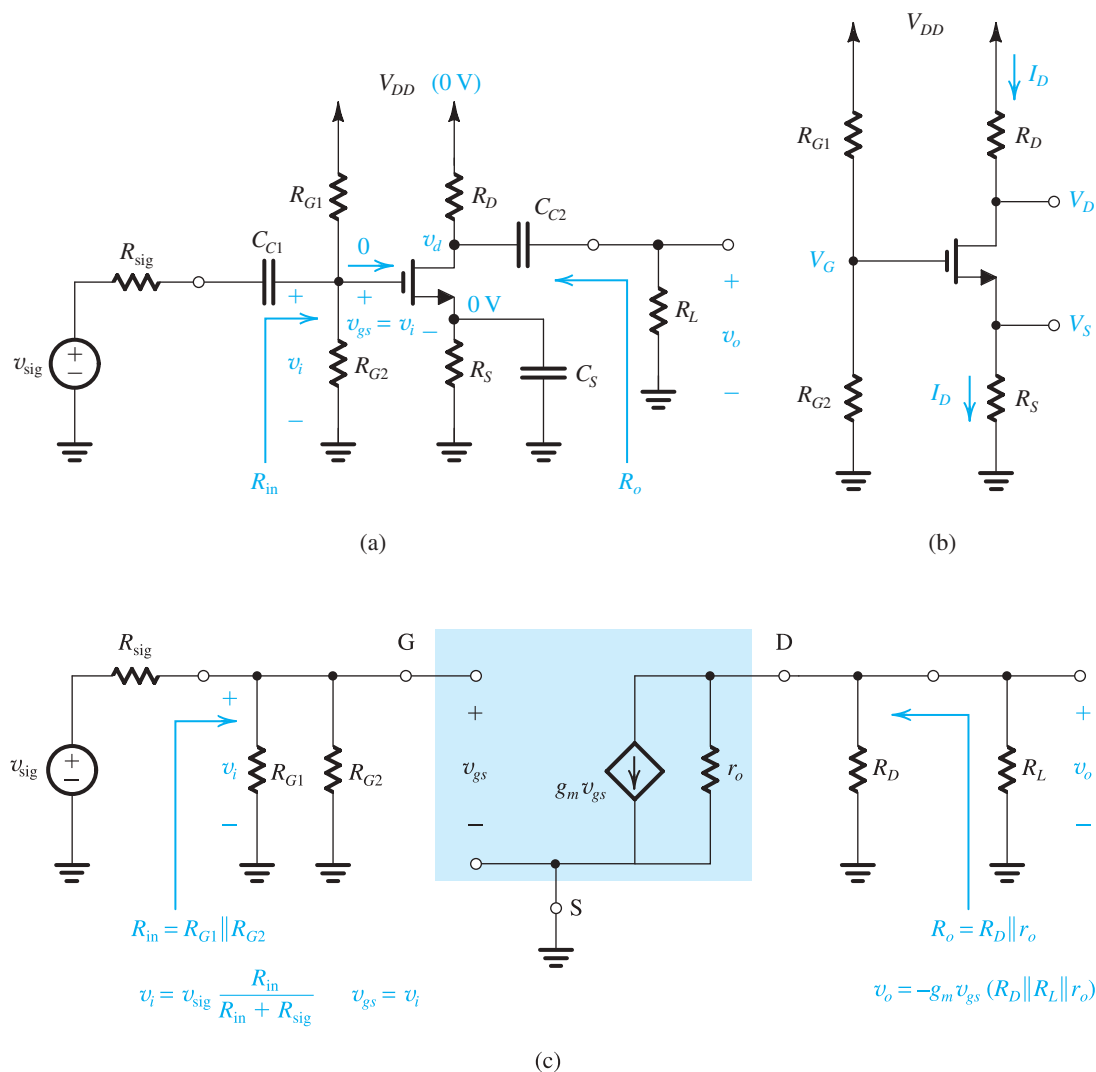 V_DD (0 V)
R_G1
R_D
C_C2
C_C1
0
v_d
R_sig
+
+
0 V
+
v_gs = v_i −
R_L
v_sig
+
−
v_i
R_G2
R_S
C_S
v_o
−
−
R_in
R_o
(a)
V_DD
I_D
R_G1
R_D
V_D
V_G
V_S
R_G2
I_D
R_S
(b)
R_sig
G
D
+
+
+
v_sig
+
−
v_i
R_G1
R_G2
v_gs
g_m v_gs
r_o
R_D
R_L
v_o
−
−
−
S
R_in = R_G1 || R_G2
R_o = R_D || r_o
v_i = v_sig R_in / (R_in + R_sig) v_gs = v_i
v_o = −g_m v_gs (R_D || R_L || r_o)
(c)